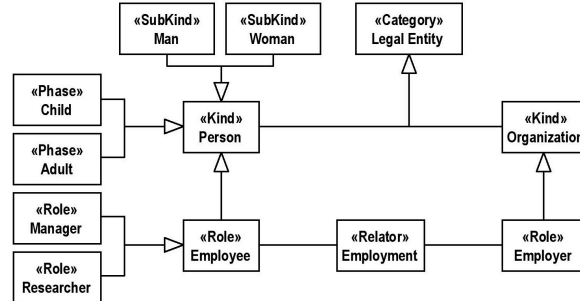 «SubKind»
Man
«SubKind»
Woman
«Category»
Legal Entity
«Phase»
Child
«Kind»
Person
«Kind»
Organization
«Phase»
Adult
«Role»
Manager
«Role»
Employee
«Relator»
Employment
«Role»
Employer
«Role»
Researcher